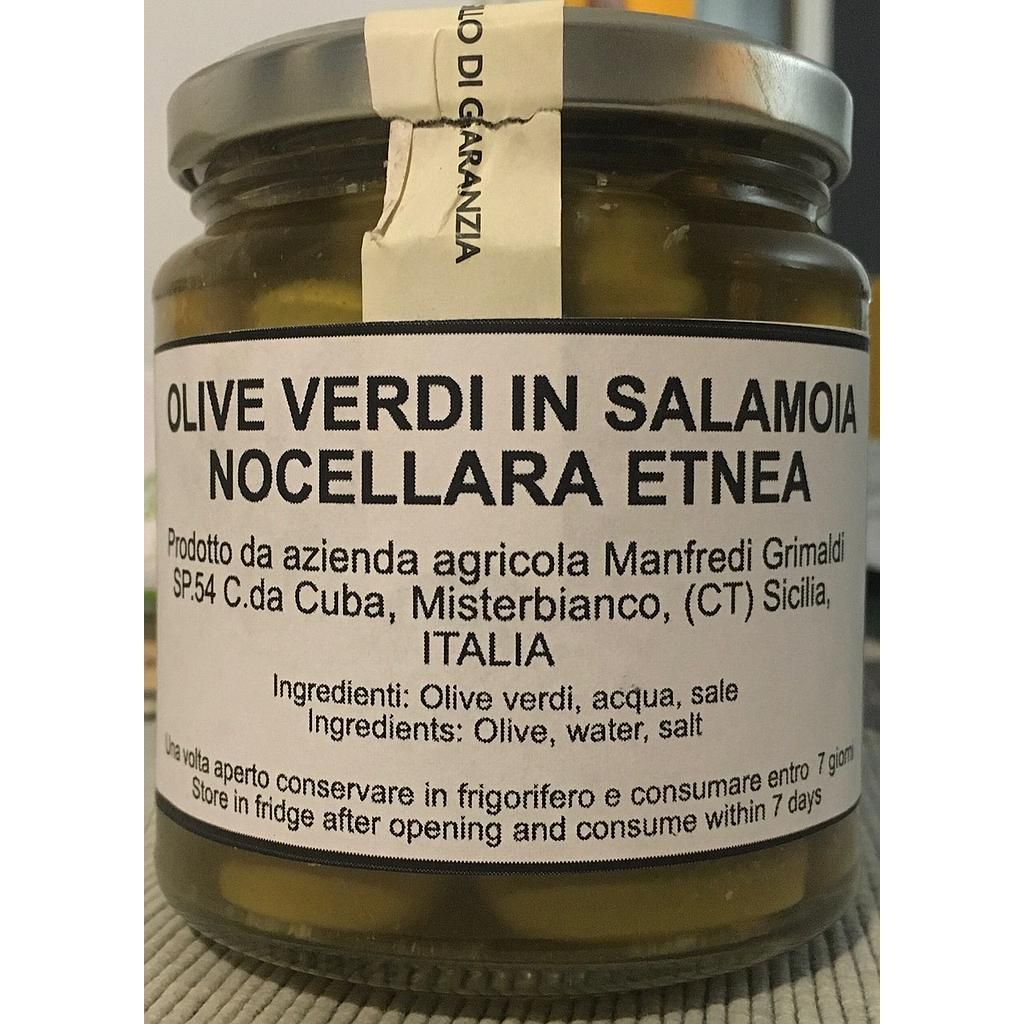 LLO DI GARANZIA
OLIVE VERDI IN SALAMOIA
NOCELLARA ETNEA
Prodotto da azienda agricola Manfredi Grimaldi
SP.54 C.da Cuba, Misterbianco, (CT) Sicilia,
ITALIA
Ingredienti: Olive verdi, acqua, sale
Ingredients: Olive, water, salt
Una volta aperto conservare in frigorifero e consumare entro 7 giorni
Store in fridge after opening and consume within 7 days